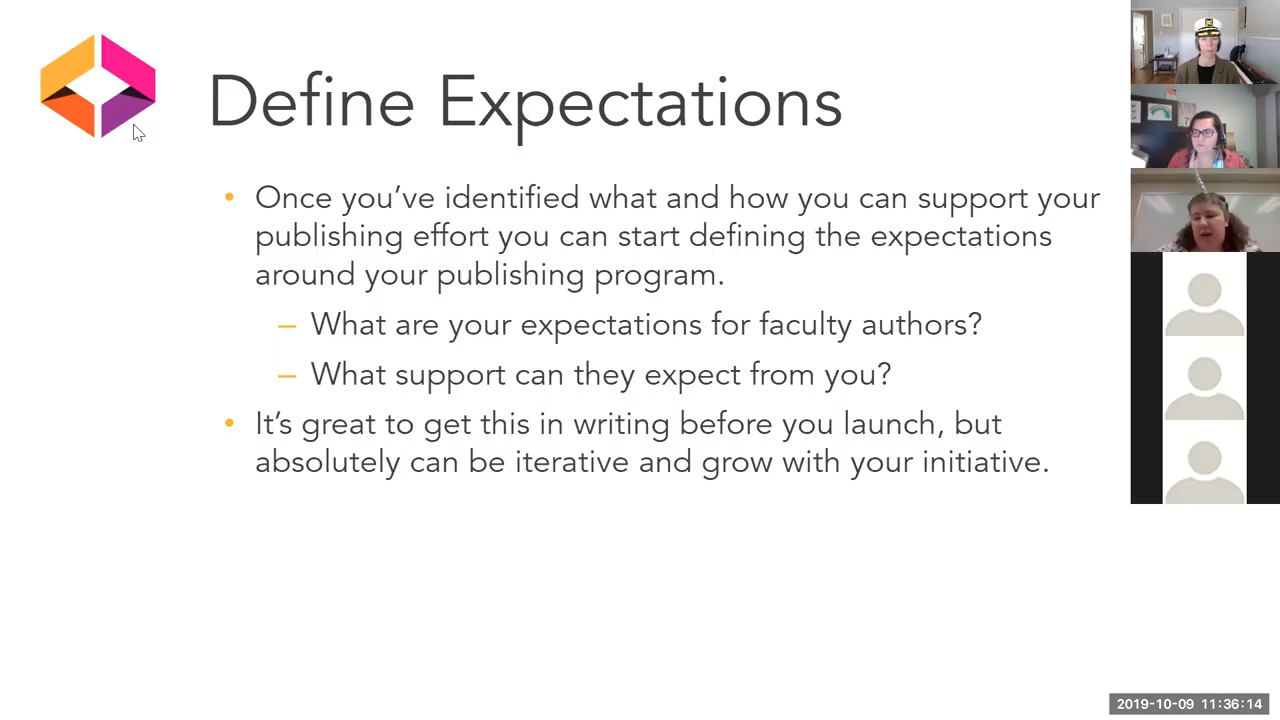 Define Expectations
• Once you’ve identified what and how you can support your
publishing effort you can start defining the expectations
around your publishing program.
– What are your expectations for faculty authors?
– What support can they expect from you?
• It’s great to get this in writing before you launch, but
absolutely can be iterative and grow with your initiative.
2019-10-09 11:36:14